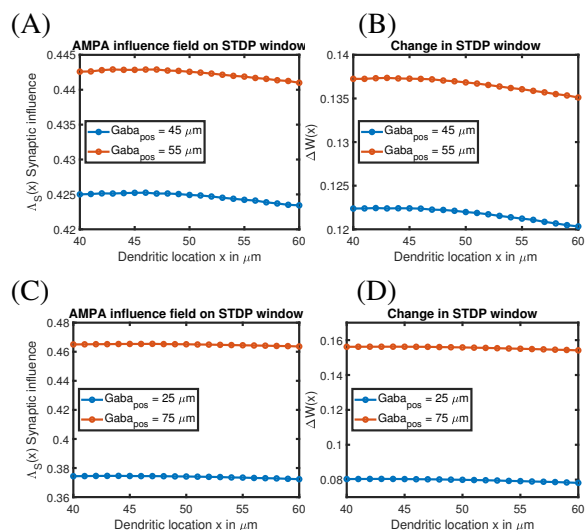 (A)
AMPA influence field on STDP window
0.445
0.44
0.435
0.43
0.425
0.42
Λ_S(x) Synaptic influence
Gaba_pos = 45 μm
Gaba_pos = 55 μm
40 45 50 55 60
Dendritic location x in μm
(B)
Change in STDP window
0.14
0.135
0.13
0.125
0.12
Δ W(x)
Gaba_pos = 45 μm
Gaba_pos = 55 μm
40 45 50 55 60
Dendritic location x in μm
(C)
AMPA influence field on STDP window
0.48
0.46
0.44
0.42
0.4
0.38
0.36
Λ_S(x) Synaptic influence
Gaba_pos = 25 μm
Gaba_pos = 75 μm
40 45 50 55 60
Dendritic location x in μm
(D)
Change in STDP window
0.16
0.14
0.12
0.1
0.08
Δ W(x)
Gaba_pos = 25 μm
Gaba_pos = 75 μm
40 45 50 55 60
Dendritic location x in μm